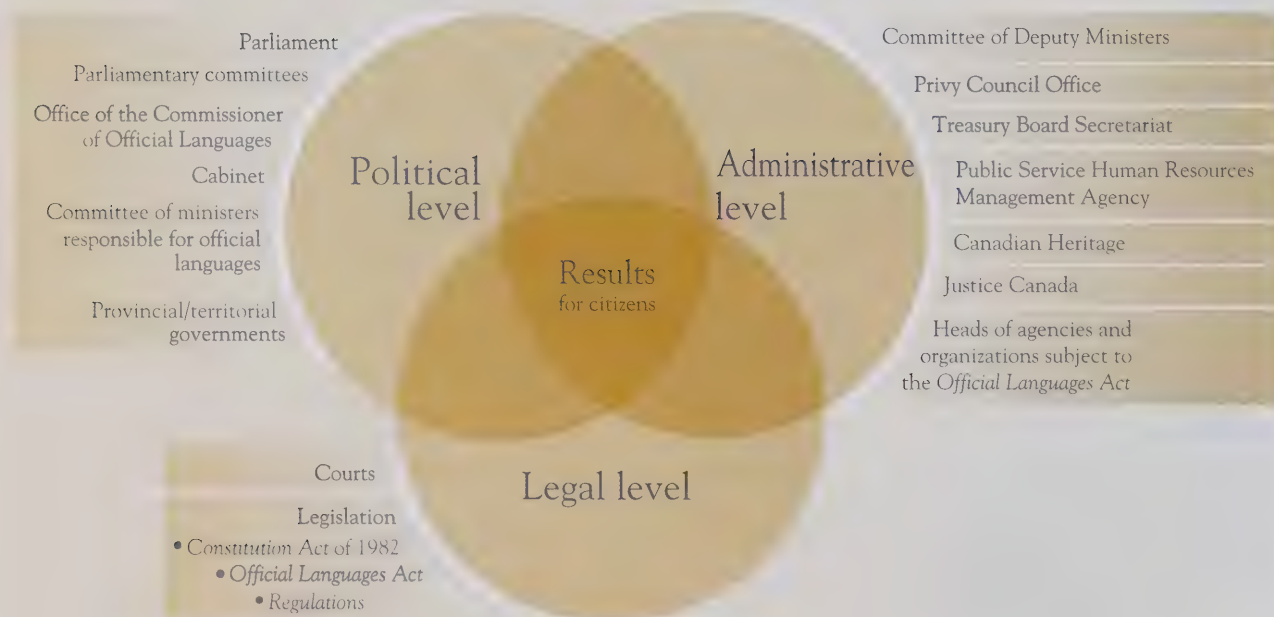 Parliament
Parliamentary committees
Office of the Commissioner
of Official Languages
Cabinet
Committee of ministers
responsible for official
languages
Provincial/territorial
governments
Political
level
Administrative
level
Committee of Deputy Ministers
Privy Council Office
Treasury Board Secretariat
Public Service Human Resources
Management Agency
Canadian Heritage
Justice Canada
Heads of agencies and
organizations subject to
the Official Languages Act
Results
for citizens
Legal level
Courts
Legislation
• Constitution Act of 1982
• Official Languages Act
• Regulations